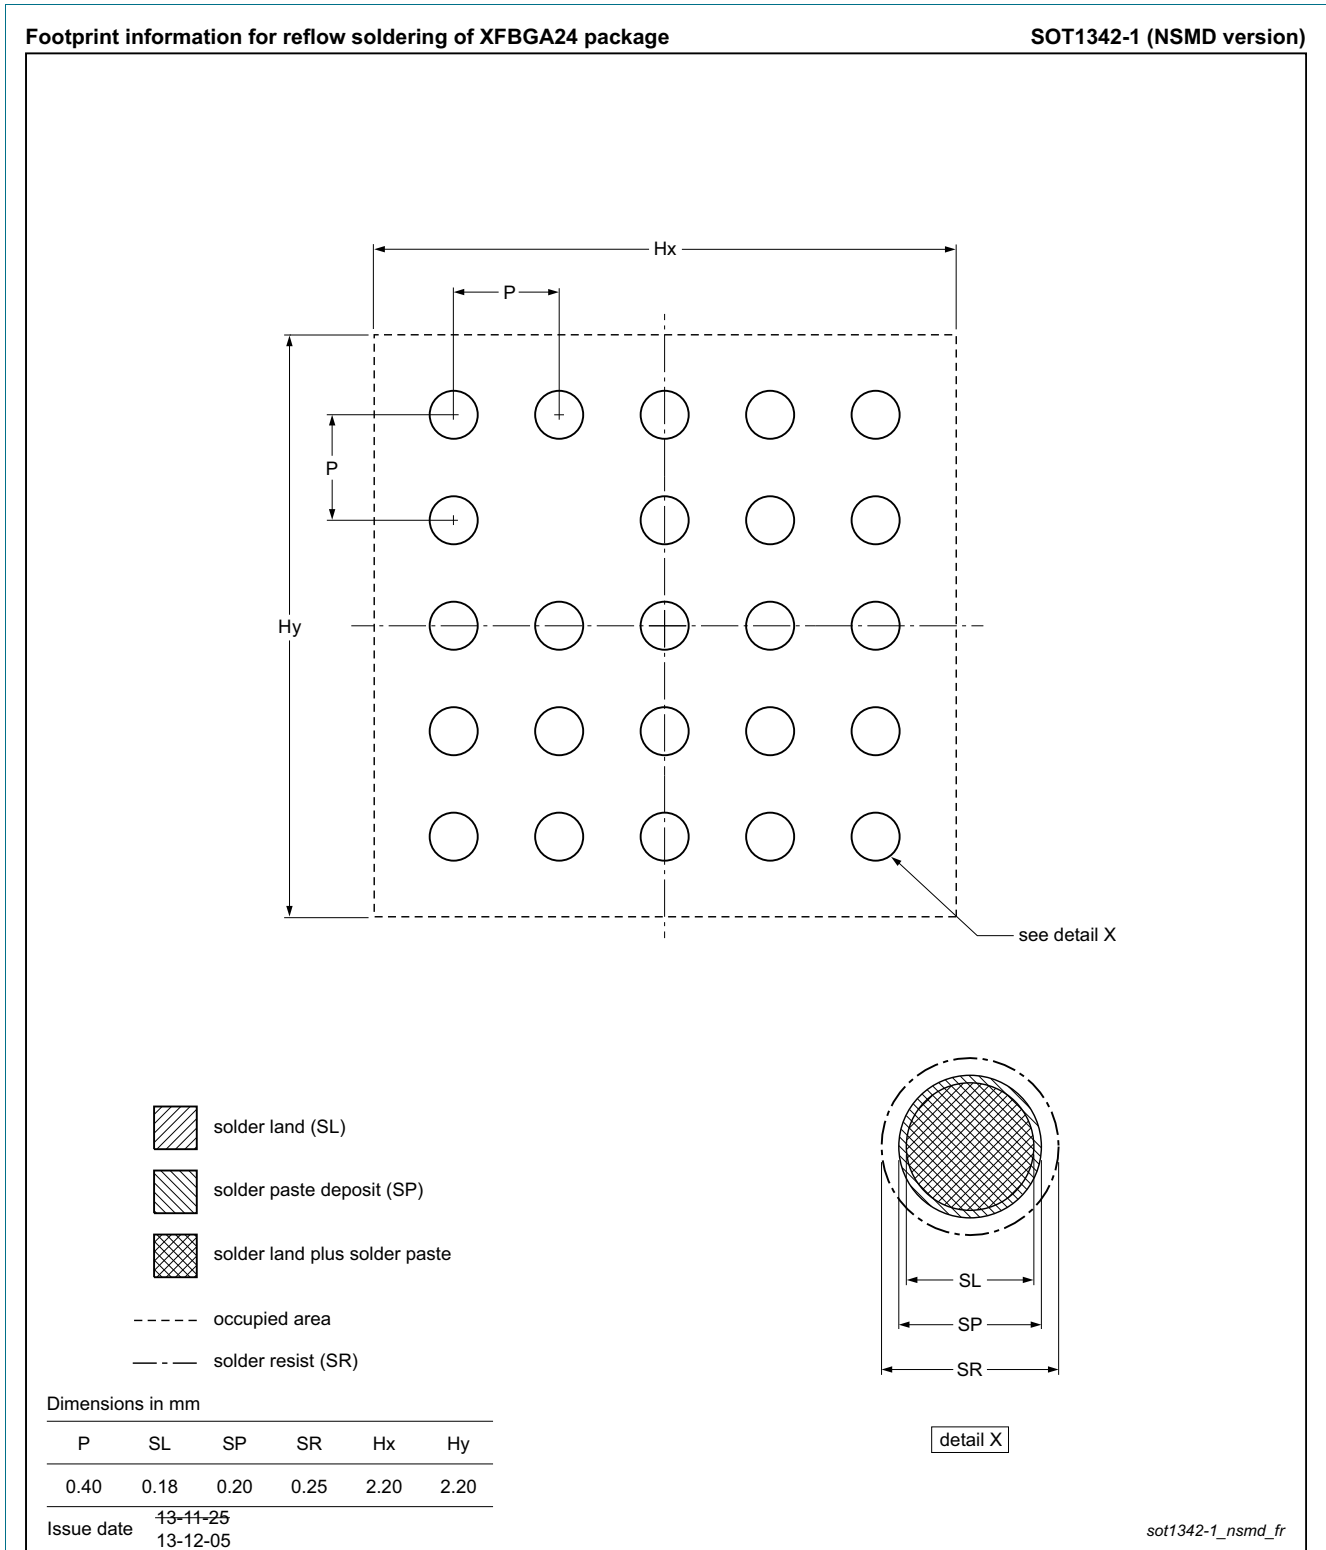 Footprint information for reflow soldering of XFBGA24 package SOT1342-1 (NSMD version)
Hx
P
P
Hy
see detail X
solder land (SL)
solder paste deposit (SP)
solder land plus solder paste
occupied area
solder resist (SR)
SL
SP
SR
detail X
Dimensions in mm
P SL SP SR Hx Hy
0.40 0.18 0.20 0.25 2.20 2.20
Issue date 13-11-25
13-12-05
sot1342-1_nsmd_fr